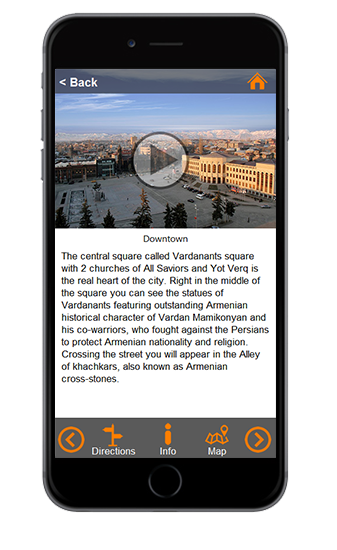 < Back
Downtown
The central square called Vardanants square
with 2 churches of All Saviors and Yot Verq is
the real heart of the city. Right in the middle of
the square you can see the statues of
Vardanants featuring outstanding Armenian
historical character of Vardan Mamikonyan and
his co-warriors, who fought against the Persians
to protect Armenian nationality and religion.
Crossing the street you will appear in the Alley
of khachkars, also known as Armenian
cross-stones.
Directions Info Map